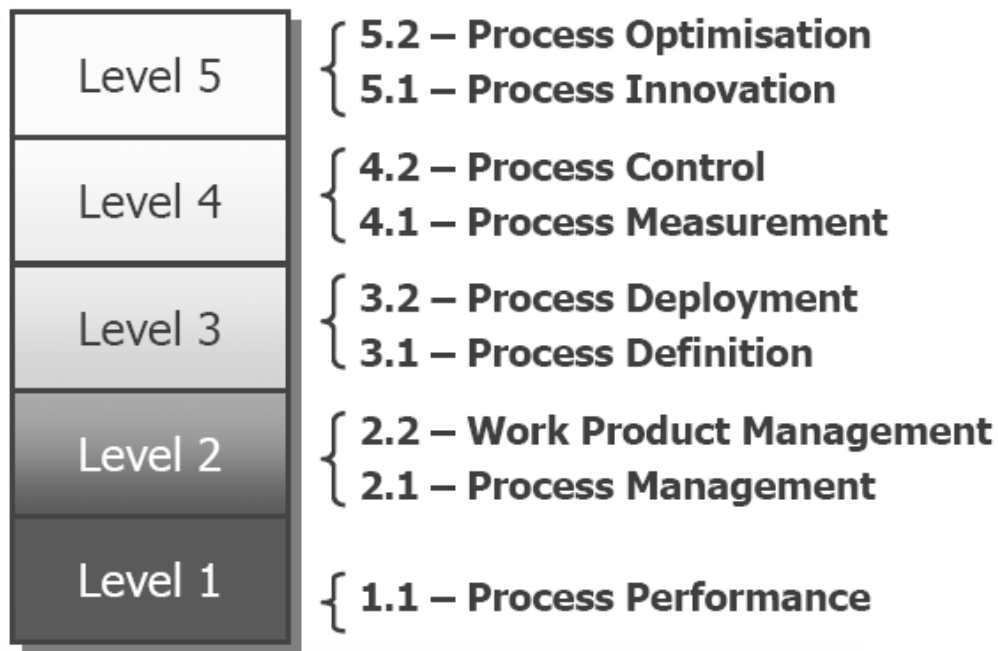 Level 5
5.2 – Process Optimisation
5.1 – Process Innovation
Level 4
4.2 – Process Control
4.1 – Process Measurement
Level 3
3.2 – Process Deployment
3.1 – Process Definition
Level 2
2.2 – Work Product Management
2.1 – Process Management
Level 1
1.1 – Process Performance